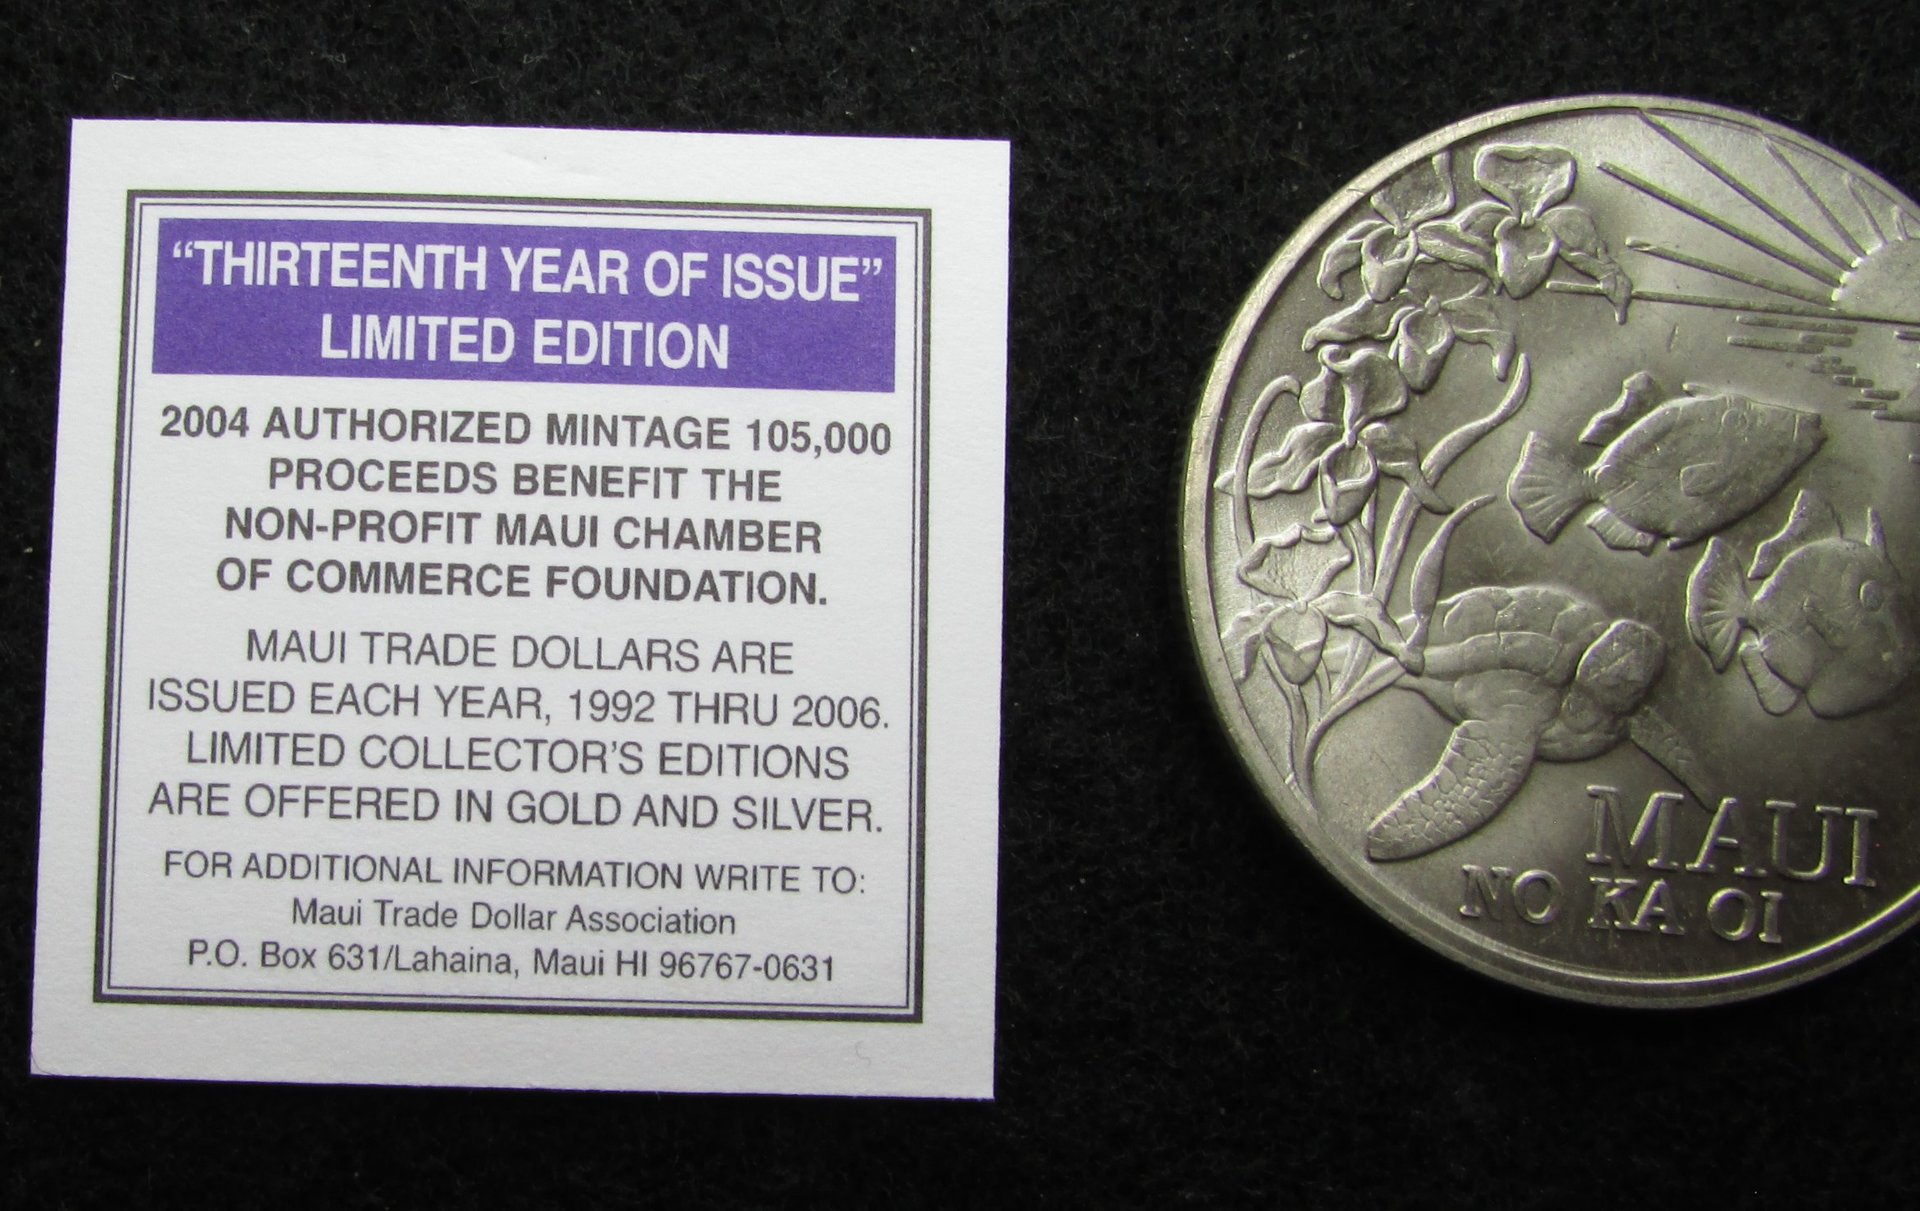 “THIRTEENTH YEAR OF ISSUE”
LIMITED EDITION
2004 AUTHORIZED MINTAGE 105,000
PROCEEDS BENEFIT THE
NON-PROFIT MAUI CHAMBER
OF COMMERCE FOUNDATION.
MAUI TRADE DOLLARS ARE
ISSUED EACH YEAR, 1992 THRU 2006.
LIMITED COLLECTOR’S EDITIONS
ARE OFFERED IN GOLD AND SILVER.
FOR ADDITIONAL INFORMATION WRITE TO:
Maui Trade Dollar Association
P.O. Box 631/Lahaina, Maui HI 96767-0631
MAUI
NO KA OI